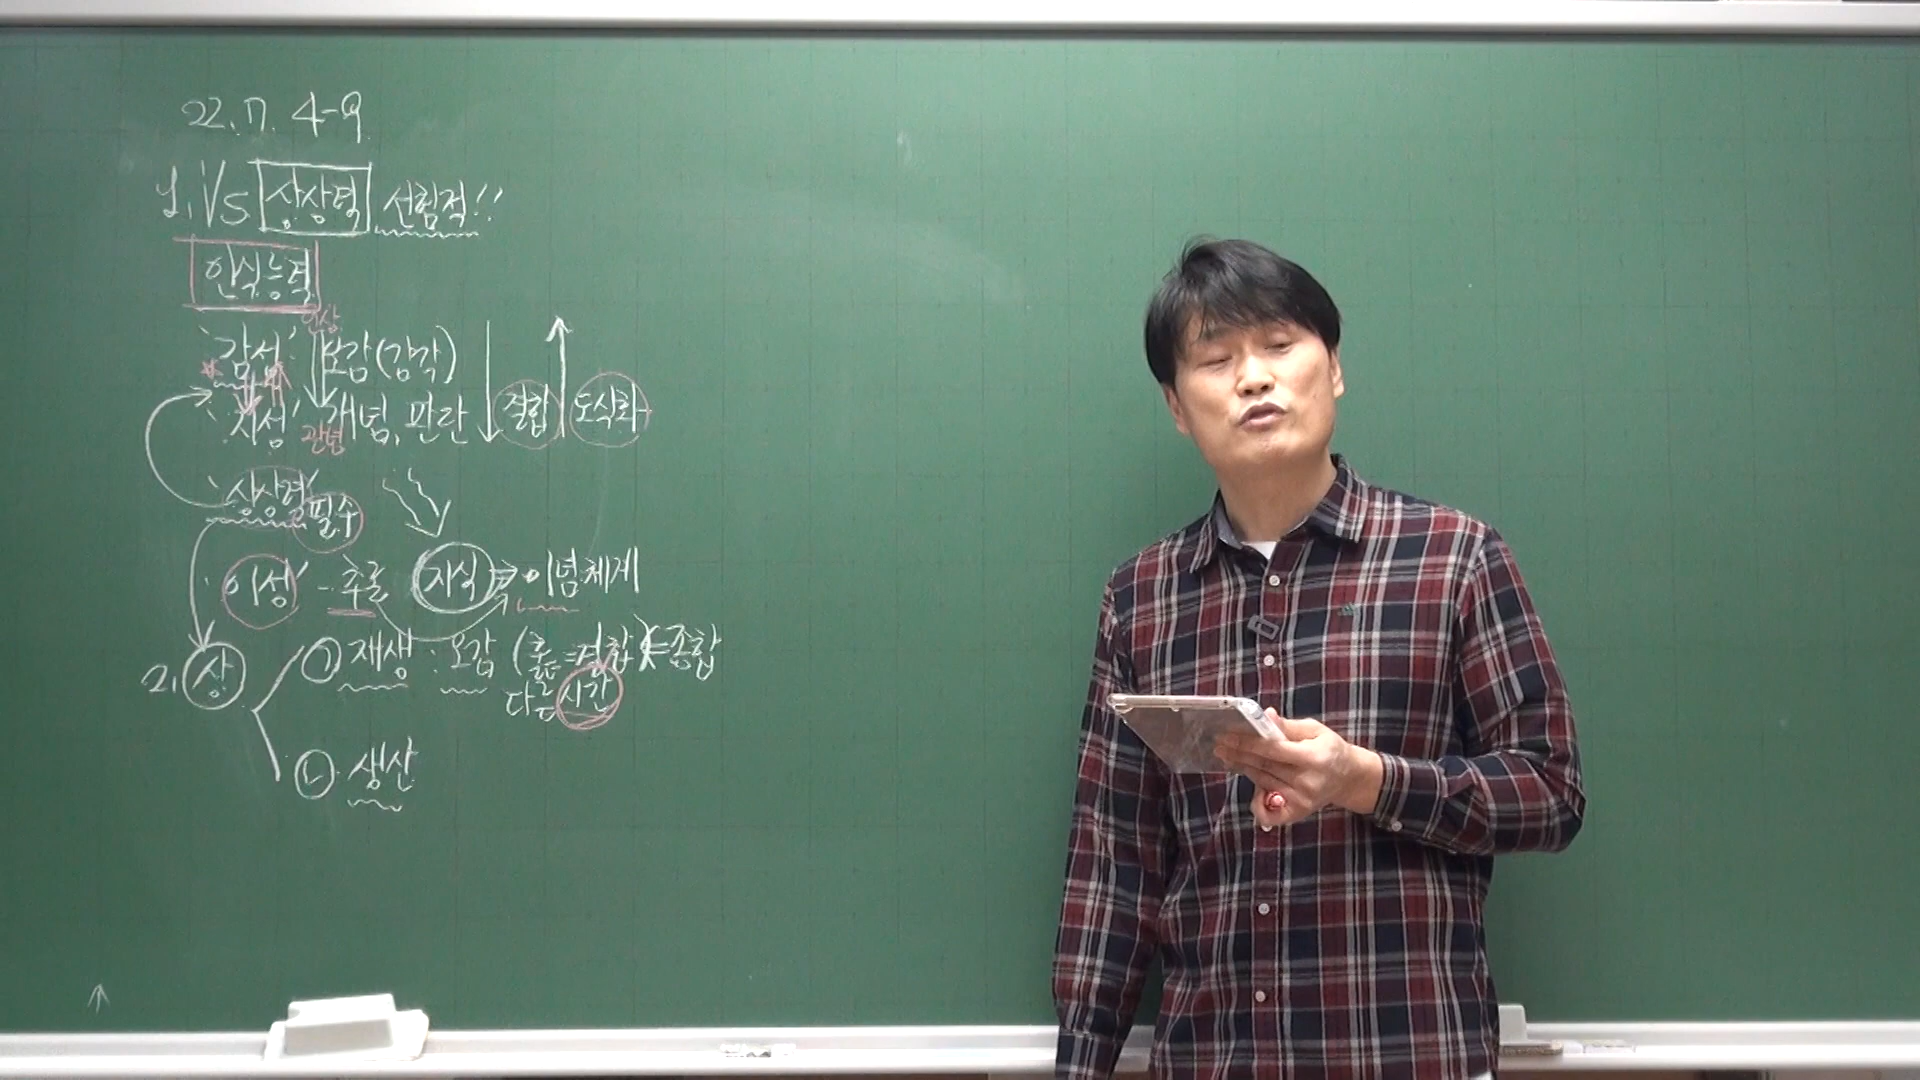 22.7. 4-9
1. VS 상상력 선험적!!
인식능력
인상
'감성' 오감(감각)
'지성' 개념, 판단 결합 도식화
관념
'상상력' 필수
'이성' - 추론 지식 이념체계
2. 상 ㉠ 재생 : 오감 종합
다른 시간
㉡ 생산